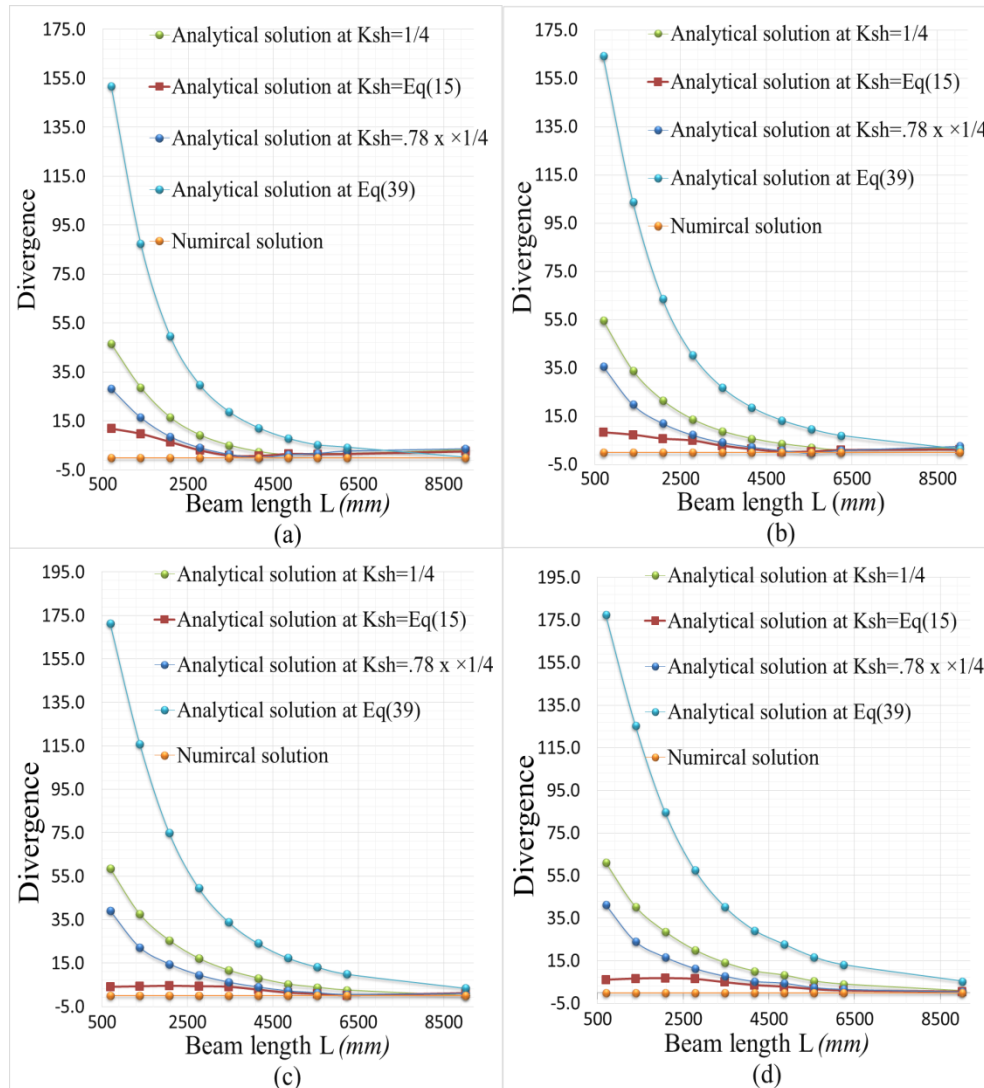 175.0
155.0
135.0
115.0
95.0
75.0
55.0
35.0
15.0
-5.0
Divergence
Analytical solution at Ksh=1/4
Analytical solution at Ksh=Eq(15)
Analytical solution at Ksh=.78 x ×1/4
Analytical solution at Eq(39)
Numircal solution
500 2500 4500 6500 8500
Beam length L (mm)
(a)
175.0
155.0
135.0
115.0
95.0
75.0
55.0
35.0
15.0
-5.0
Divergence
Analytical solution at Ksh=1/4
Analytical solution at Ksh=Eq(15)
Analytical solution at Ksh=.78 x ×1/4
Analytical solution at Eq(39)
Numircal solution
500 2500 4500 6500 8500
Beam length L (mm)
(b)
195.0
175.0
155.0
135.0
115.0
95.0
75.0
55.0
35.0
15.0
-5.0
Divergence
Analytical solution at Ksh=1/4
Analytical solution at Ksh=Eq(15)
Analytical solution at Ksh=.78 x ×1/4
Analytical solution at Eq(39)
Numircal solution
500 2500 4500 6500 8500
Beam length L (mm)
(c)
195.0
175.0
155.0
135.0
115.0
95.0
75.0
55.0
35.0
15.0
-5.0
Divergence
Analytical solution at Ksh=1/4
Analytical solution at Ksh=Eq(15)
Analytical solution at Ksh=.78 x ×1/4
Analytical solution at Eq(39)
Numircal solution
500 2500 4500 6500 8500
Beam length L (mm)
(d)